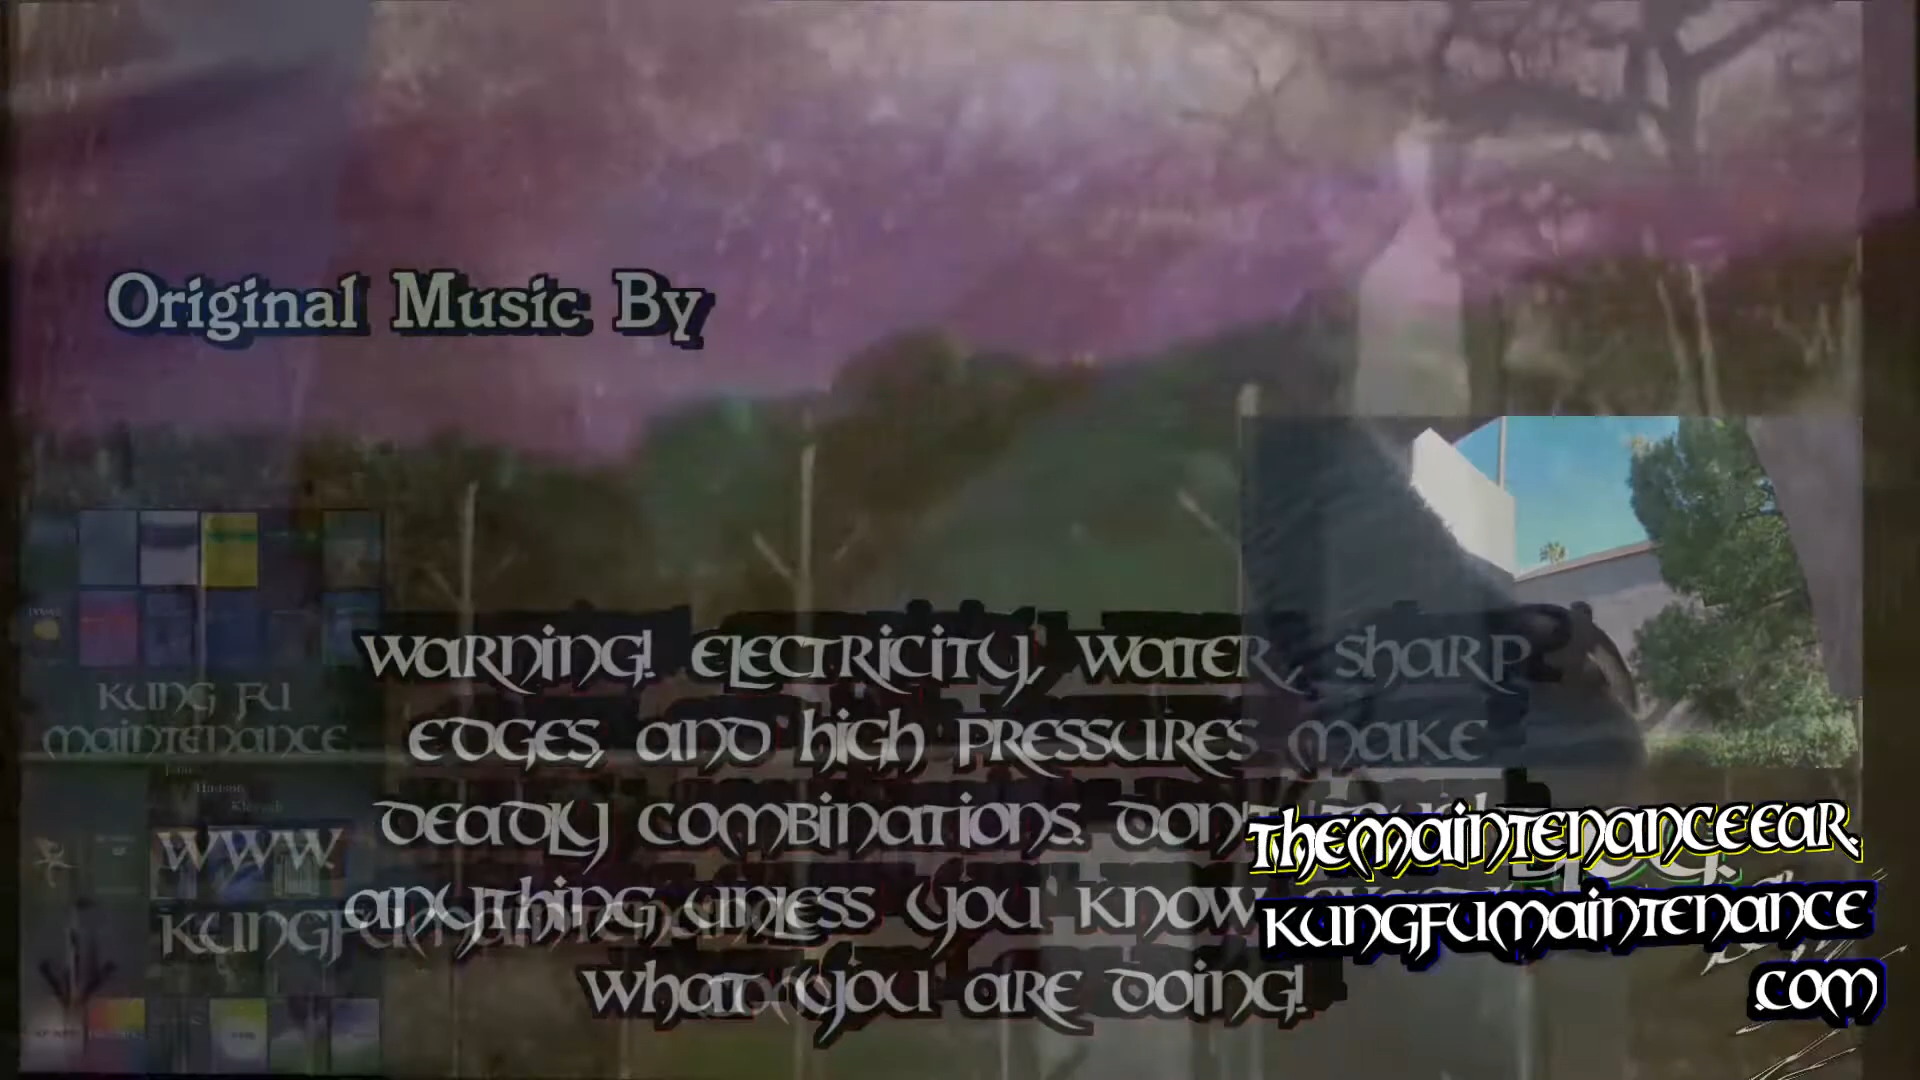 Original Music By
WARNING! ELECTRICITY, WATER, SHARP
EDGES, AND HIGH PRESSURES MAKE
DEADLY COMBINATIONS. DON'T
ANYTHING UNLESS YOU KNOW
WHAT YOU ARE DOING!
KUNG FU
MAINTENANCE
WWW.
KUNGFUMAINTENANCE
THEMAINTENANCEEAR.
KUNGFUMAINTENANCE
.COM